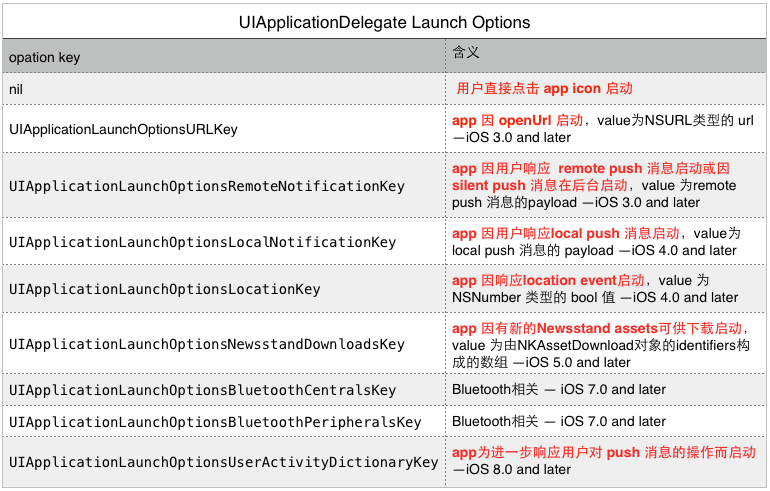 UIApplicationDelegate Launch Options
opation key
含义
nil
用户直接点击 app icon 启动
UIApplicationLaunchOptionsURLKey
app 因 openUrl 启动，value为NSURL类型的 url
—iOS 3.0 and later
UIApplicationLaunchOptionsRemoteNotificationKey
app 因用户响应 remote push 消息启动或因
silent push 消息在后台启动，value 为remote
push 消息的payload —iOS 3.0 and later
UIApplicationLaunchOptionsLocalNotificationKey
app 因用户响应local push 消息启动，value为
local push 消息的 payload —iOS 4.0 and later
UIApplicationLaunchOptionsLocationKey
app 因响应location event启动，value 为
NSNumber 类型的 bool 值 —iOS 4.0 and later
UIApplicationLaunchOptionsNewsstandDownloadsKey
app 因有新的Newsstand assets可供下载启动，
value 为由NKAssetDownload对象的identifiers构
成的数组 —iOS 5.0 and later
UIApplicationLaunchOptionsBluetoothCentralsKey
Bluetooth相关 — iOS 7.0 and later
UIApplicationLaunchOptionsBluetoothPeripheralsKey
Bluetooth相关 — iOS 7.0 and later
UIApplicationLaunchOptionsUserActivityDictionaryKey
app为进一步响应用户对 push 消息的操作而启动
—iOS 8.0 and later